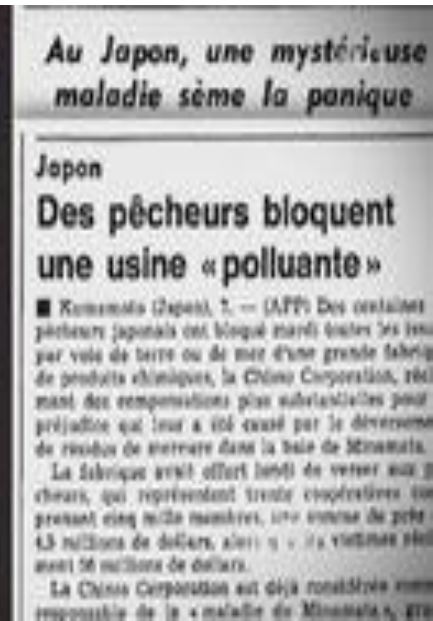 Au Japon, une mystérieuse
maladie sème la panique
Japon
Des pêcheurs bloquent
une usine « polluante »
■ Kumamoto (Japon), 7. — (AFP) Des centaines
pêcheurs japonais ont bloqué mardi toutes les
par voie de terre ou de mer d'une grande
de produits chimiques, la Chisso Corporation,
mant des compensations plus substantielles pour
préjudice qui leur a été causé par le
de résidus de mercure dans la baie de Minamata.
La fabrique avait offert lundi de verser aux
cheurs, qui représentent trente coopératives
prenant cinq mille membres, une somme de près
4,5 millions de dollars, alors victimes
ment 16 millions de dollars.
La Chisso Corporation est déjà considérée
responsable de la « maladie de Minamata »,